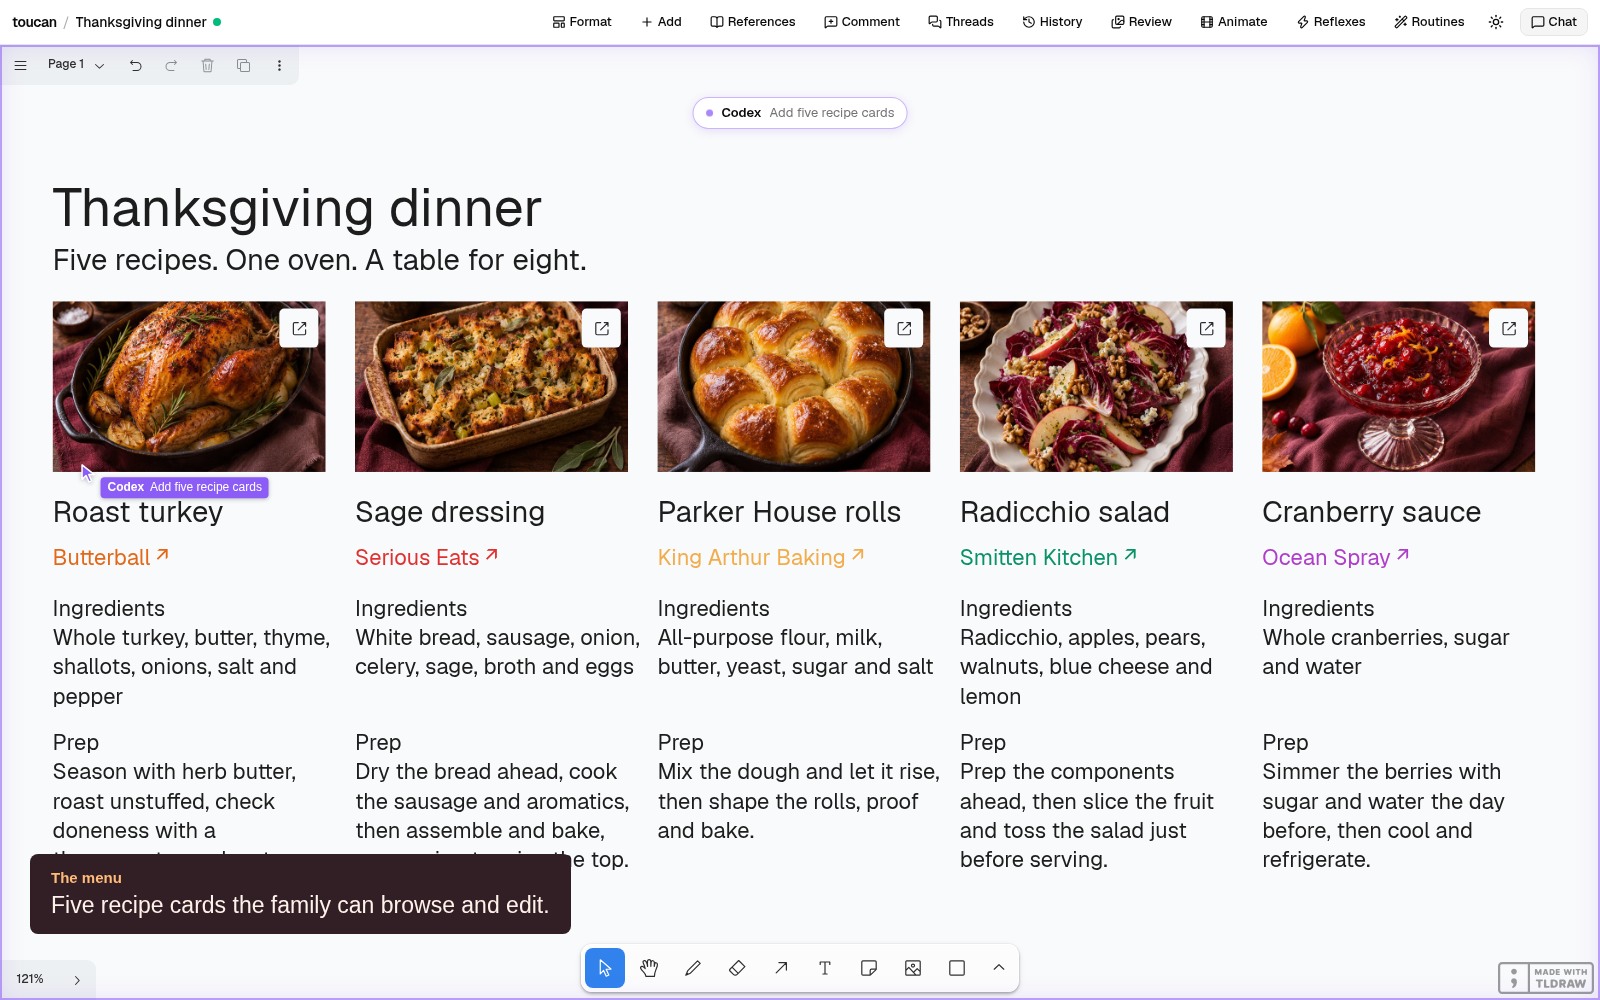 toucan / Thanksgiving dinner
Format
Add
References
Comment
Threads
History
Review
Animate
Reflexes
Routines
Chat
Page 1
Codex Add five recipe cards
Thanksgiving dinner
Five recipes. One oven. A table for eight.
Codex Add five recipe cards
Roast turkey
Butterball ↗
Ingredients
Whole turkey, butter, thyme,
shallots, onions, salt and
pepper
Prep
Season with herb butter,
roast unstuffed, check
doneness with a
Sage dressing
Serious Eats ↗
Ingredients
White bread, sausage, onion,
celery, sage, broth and eggs
Prep
Dry the bread ahead, cook
the sausage and aromatics,
then assemble and bake,
the top.
Parker House rolls
King Arthur Baking ↗
Ingredients
All-purpose flour, milk,
butter, yeast, sugar and salt
Prep
Mix the dough and let it rise,
then shape the rolls, proof
and bake.
Radicchio salad
Smitten Kitchen ↗
Ingredients
Radicchio, apples, pears,
walnuts, blue cheese and
lemon
Prep
Prep the components
ahead, then slice the fruit
and toss the salad just
before serving.
Cranberry sauce
Ocean Spray ↗
Ingredients
Whole cranberries, sugar
and water
Prep
Simmer the berries with
sugar and water the day
before, then cool and
refrigerate.
The menu
Five recipe cards the family can browse and edit.
121%
MADE WITH
TLDRAW